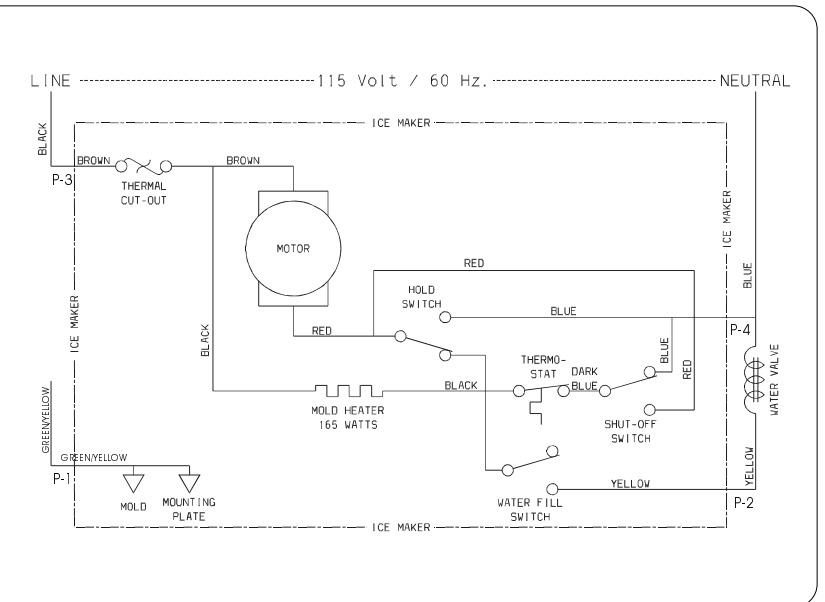 LINE 115 Volt / 60 Hz. NEUTRAL
ICE MAKER
BLACK
BROWN
BROWN
P-3
THERMAL
CUT-OUT
ICE MAKER
MOTOR
RED
BLUE
HOLD
SWITCH
BLUE
ICE MAKER
RED
P-4
BLACK
BLUE
THERMO-
STAT
DARK
BLUE
RED
WATER VALVE
BLACK
MOLD HEATER
165 WATTS
SHUT-OFF
SWITCH
GREEN/YELLOW
GREEN/YELLOW
P-1
MOLD
MOUNTING
PLATE
YELLOW
YELLOW
WATER FILL
SWITCH
P-2
ICE MAKER